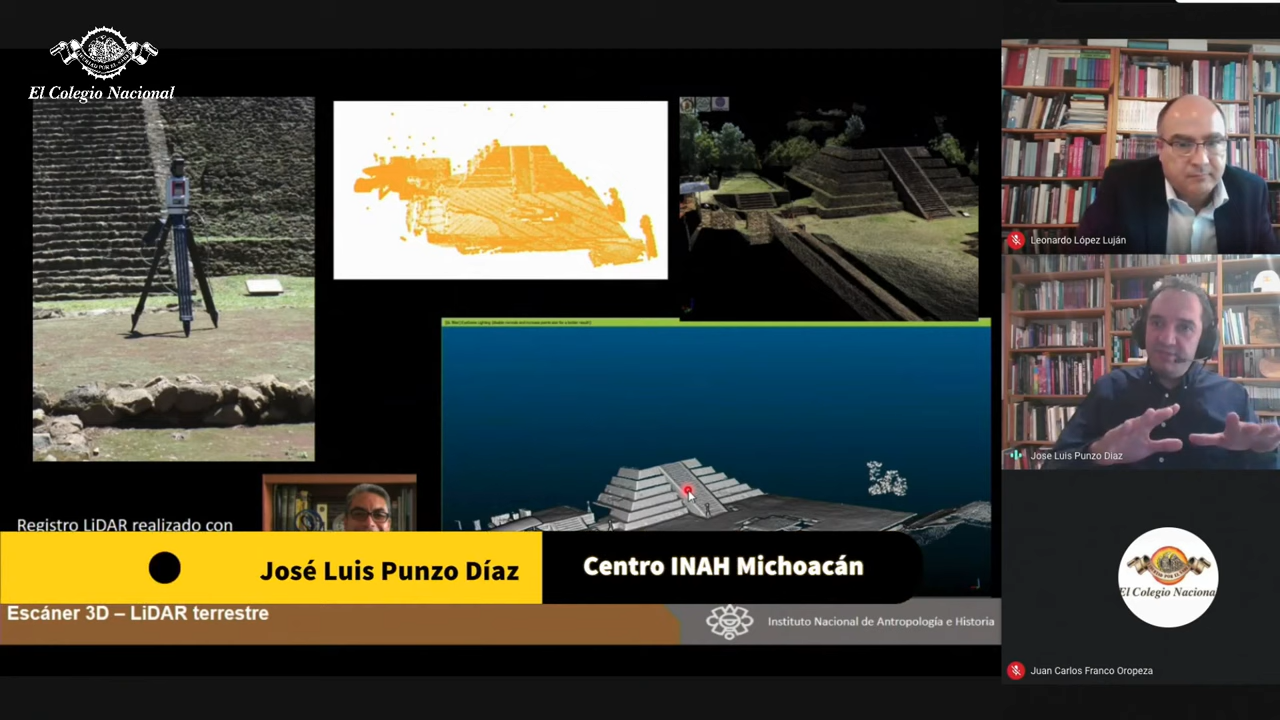 El Colegio Nacional
Leonardo López Luján
Jose Luis Punzo Diaz
Registro LiDAR realizado con
José Luis Punzo Díaz
Centro INAH Michoacán
El Colegio Naciona
Escáner 3D – LiDAR terrestre
Instituto Nacional de Antropología e Historia
Juan Carlos Franco Oropeza